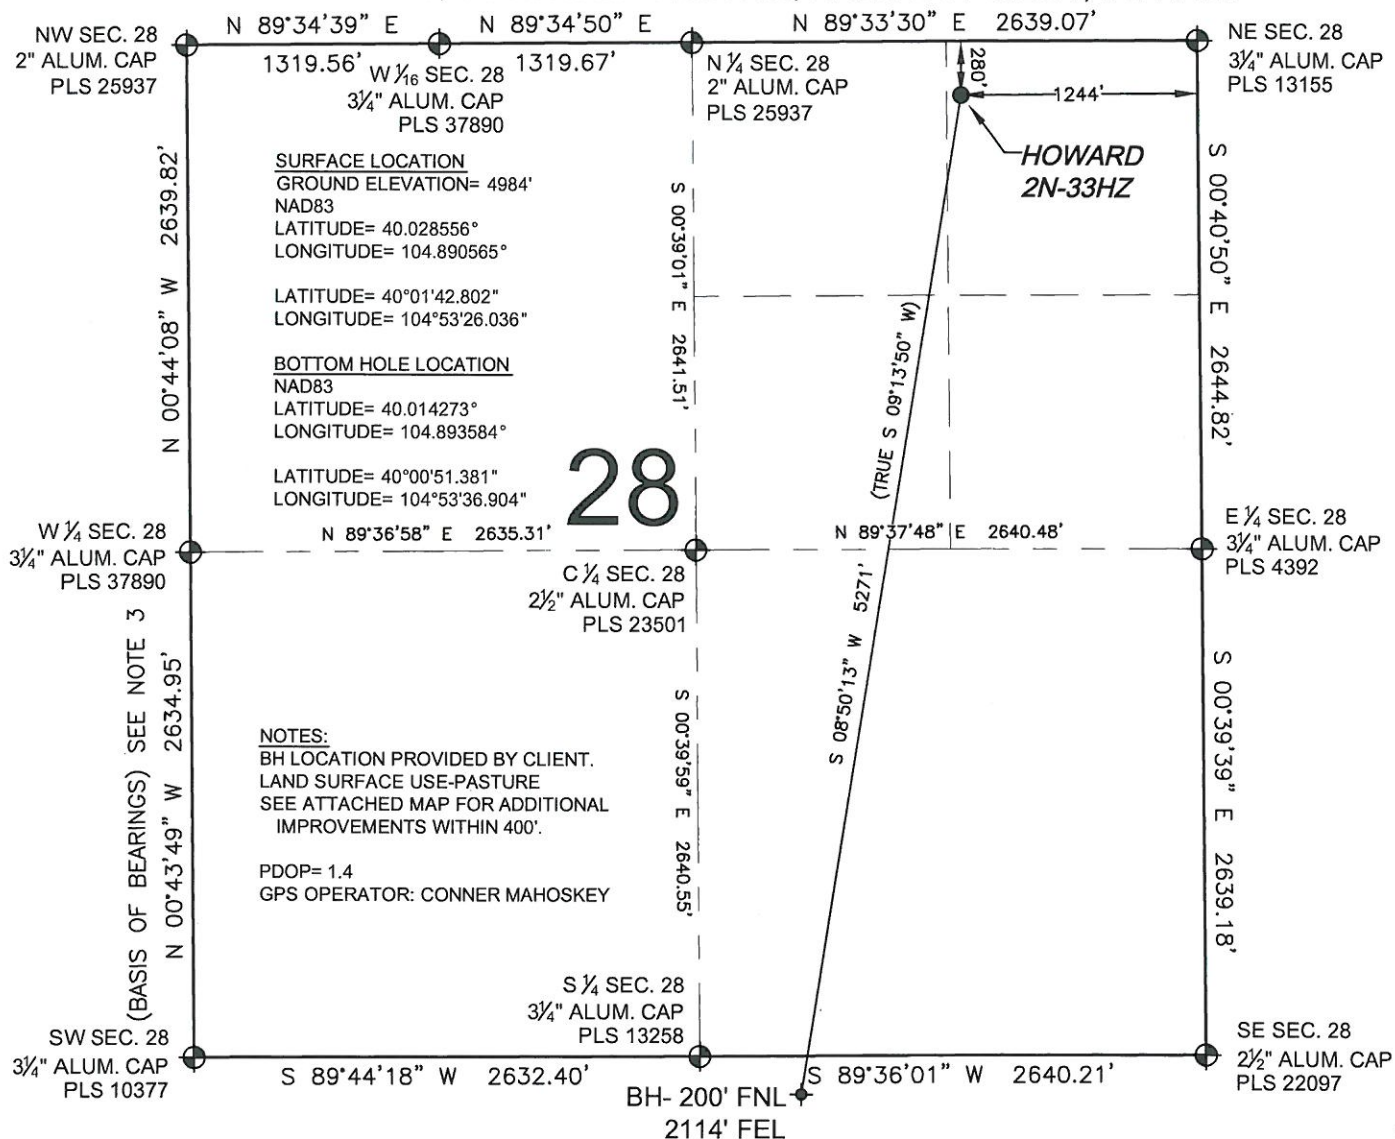 N 89°34'39" E
1319.56'
N 89°34'50" E
1319.67'
N 89°33'30" E 2639.07'
NW SEC. 28
2" ALUM. CAP
PLS 25937
W 1/16 SEC. 28
3¼" ALUM. CAP
PLS 37890
N ¼ SEC. 28
2" ALUM. CAP
PLS 25937
280'
1244'
NE SEC. 28
3¼" ALUM. CAP
PLS 13155
HOWARD
2N-33HZ
N 00°44'08" W 2639.82'
SURFACE LOCATION
GROUND ELEVATION= 4984'
NAD83
LATITUDE= 40.028556°
LONGITUDE= 104.890565°
LATITUDE= 40°01'42.802"
LONGITUDE= 104°53'26.036"
BOTTOM HOLE LOCATION
NAD83
LATITUDE= 40.014273°
LONGITUDE= 104.893584°
LATITUDE= 40°00'51.381"
LONGITUDE= 104°53'36.904"
S 00°39'01" E 2641.51'
28
(TRUE S 09°13'50" W)
S 00°40'50" E 2644.82'
W ¼ SEC. 28
3¼" ALUM. CAP
PLS 37890
N 89°36'58" E 2635.31'
C ¼ SEC. 28
2½" ALUM. CAP
PLS 23501
N 89°37'48" E 2640.48'
E ¼ SEC. 28
3¼" ALUM. CAP
PLS 4392
(BASIS OF BEARINGS) SEE NOTE 3
N 00°43'49" W 2634.95'
NOTES:
BH LOCATION PROVIDED BY CLIENT.
LAND SURFACE USE-PASTURE
SEE ATTACHED MAP FOR ADDITIONAL
IMPROVEMENTS WITHIN 400'.
PDOP= 1.4
GPS OPERATOR: CONNER MAHOSKEY
S 00°39'59" E 2640.55'
S 08°50'13" W 5271'
S 00°39'39" E 2639.18'
SW SEC. 28
3¼" ALUM. CAP
PLS 10377
S ¼ SEC. 28
3¼" ALUM. CAP
PLS 13258
SE SEC. 28
2½" ALUM. CAP
PLS 22097
S 89°44'18" W 2632.40'
S 89°36'01" W 2640.21'
BH- 200' FNL
2114' FEL